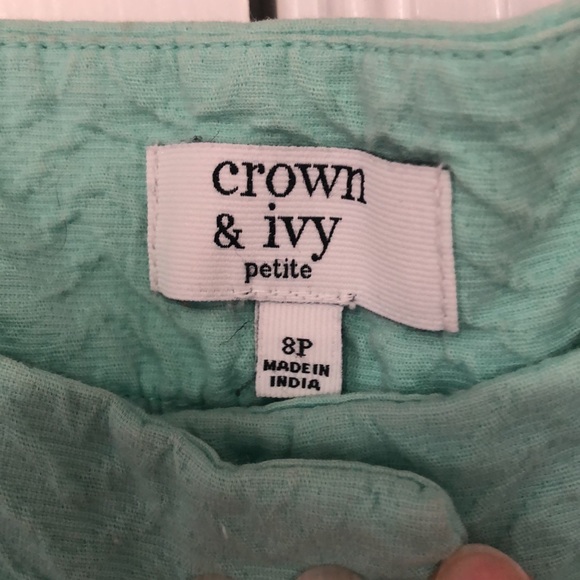 crown
& ivy
petite
8P
MADE IN
INDIA